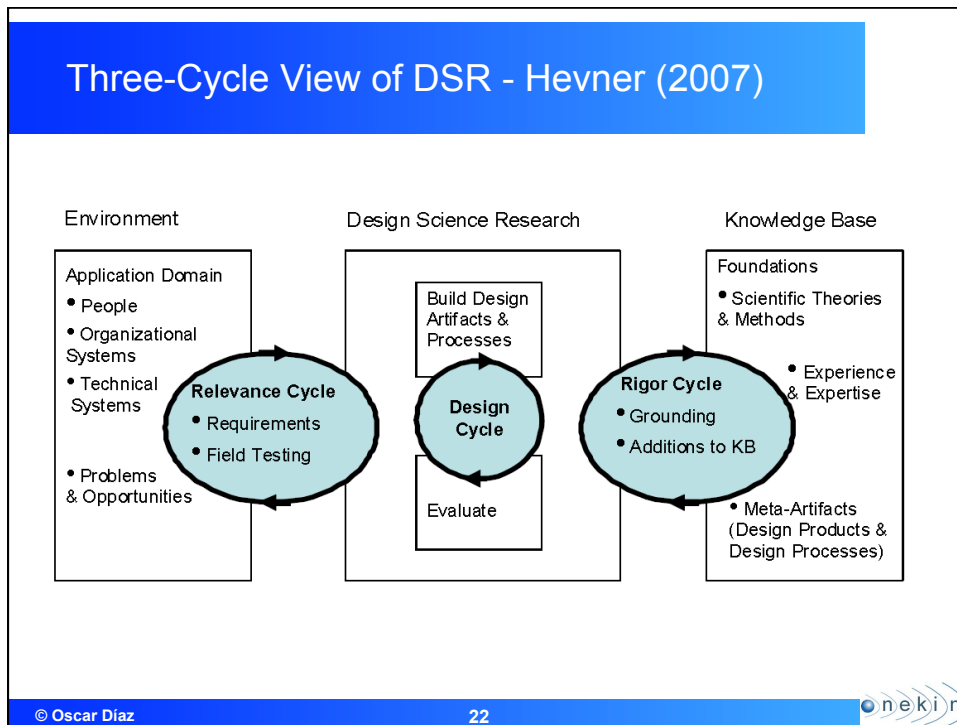 Three-Cycle View of DSR - Hevner (2007)
Environment
Design Science Research
Knowledge Base
Application Domain
• People
• Organizational
Systems
• Technical
Systems
• Problems
& Opportunities
Relevance Cycle
• Requirements
• Field Testing
Build Design
Artifacts &
Processes
Design
Cycle
Evaluate
Rigor Cycle
• Grounding
• Additions to KB
Foundations
• Scientific Theories
& Methods
• Experience
& Expertise
• Meta-Artifacts
(Design Products &
Design Processes)
© Oscar Díaz
22
onekin